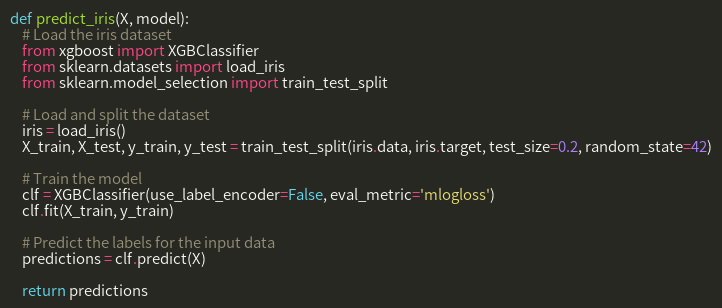 def predict_iris(X, model):
    # Load the iris dataset
    from xgboost import XGBClassifier
    from sklearn.datasets import load_iris
    from sklearn.model_selection import train_test_split

    # Load and split the dataset
    iris = load_iris()
    X_train, X_test, y_train, y_test = train_test_split(iris.data, iris.target, test_size=0.2, random_state=42)

    # Train the model
    clf = XGBClassifier(use_label_encoder=False, eval_metric='mlogloss')
    clf.fit(X_train, y_train)

    # Predict the labels for the input data
    predictions = clf.predict(X)

    return predictions